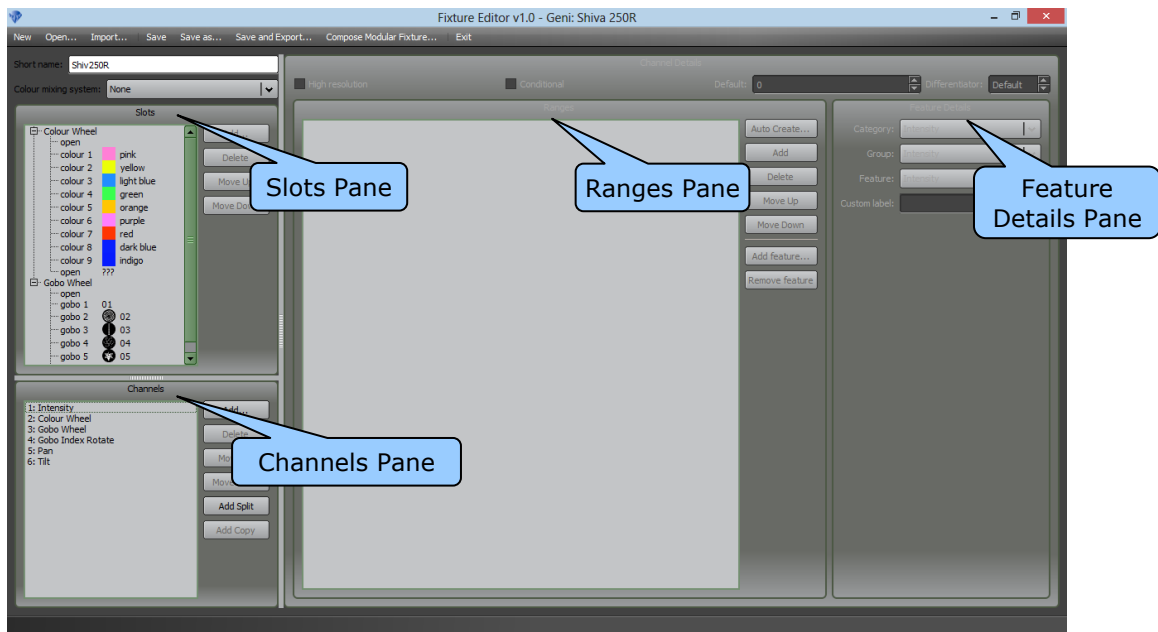 Fixture Editor v1.0 - Geni: Shiva 250R
New Open... Import... Save Save as... Save and Export... Compose Modular Fixture... Exit
Short name: Shiv250R
Colour mixing system: None
Slots
Colour Wheel
open
colour 1 pink
colour 2 yellow
colour 3 light blue
colour 4 green
colour 5 orange
colour 6 purple
colour 7 red
colour 8 dark blue
colour 9 indigo
open ???
Gobo Wheel
open
gobo 1 01
gobo 2 02
gobo 3 03
gobo 4 04
gobo 5 05
Delete
Slots Pane
Channels
1: Intensity
2: Colour Wheel
3: Gobo Wheel
4: Gobo Index Rotate
5: Pan
6: Tilt
Add...
Delete
Channels Pane
Add Split
Add Copy
Channel Details
High resolution
Conditional
Default: 0
Differentiator: Default
Ranges
Ranges Pane
Auto Create...
Add
Delete
Move Up
Move Down
Add feature...
Remove feature
Feature Details
Category: Intensity
Group: Intensity
Feature: Intensity
Custom label:
Feature
Details Pane